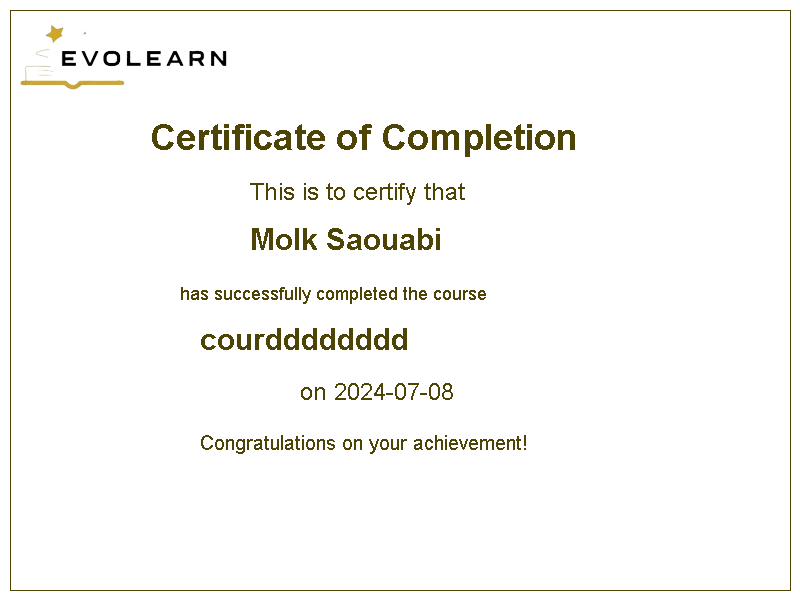 EVOLEARN
Certificate of Completion
This is to certify that
Molk Saouabi
has successfully completed the course
courddddddddd
on 2024-07-08
Congratulations on your achievement!